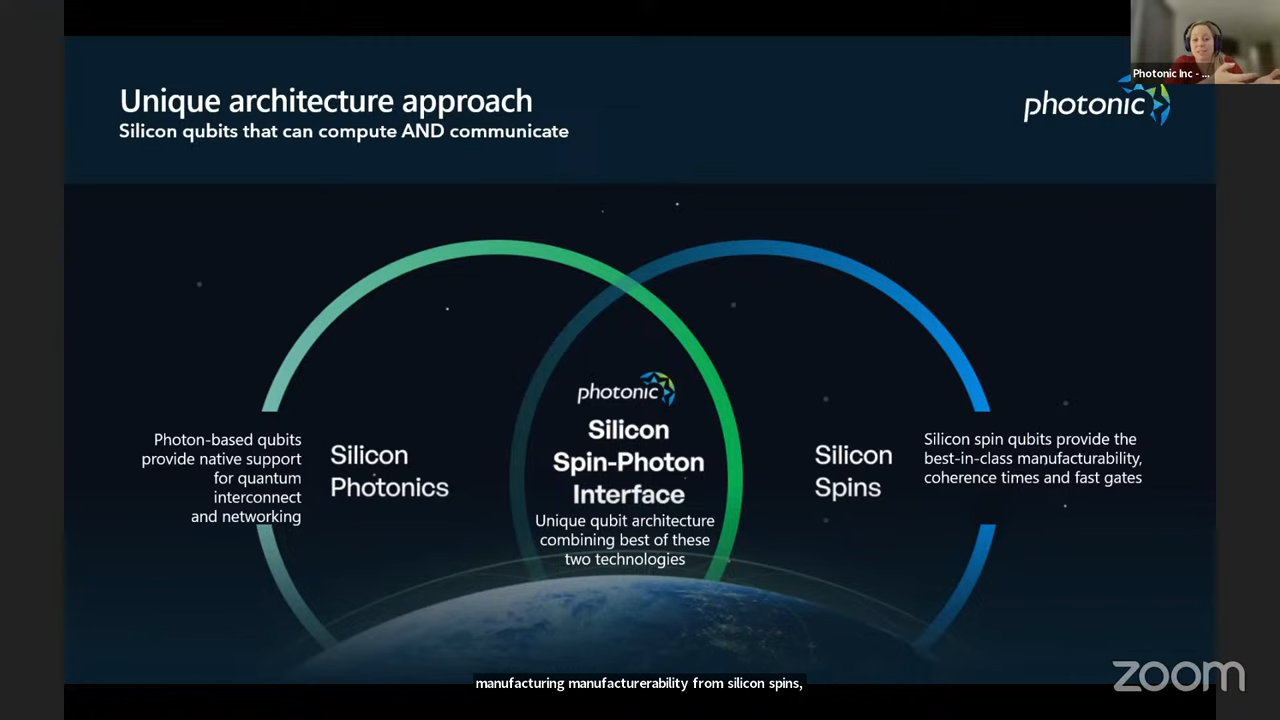 Unique architecture approach
Silicon qubits that can compute AND communicate
Photonic Inc - ...
photonic
photonic
Silicon
Spin-Photon
Interface
Unique qubit architecture
combining best of these
two technologies
Photon-based qubits
provide native support
for quantum
interconnect
and networking
Silicon
Photonics
Silicon
Spins
Silicon spin qubits provide the
best-in-class manufacturability,
coherence times and fast gates
manufacturing manufacturerability from silicon spins,
zoom